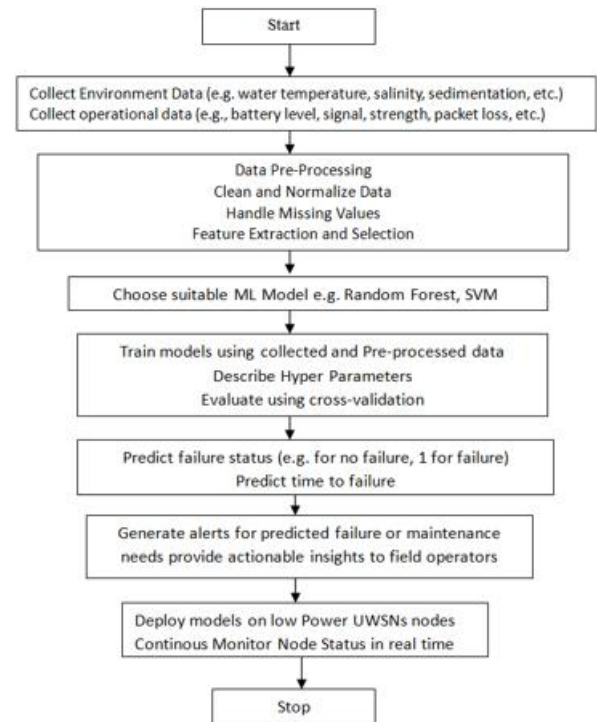 Start
Collect Environment Data (e.g. water temperature, salinity, sedimentation, etc.)
Collect operational data (e.g., battery level, signal, strength, packet loss, etc.)
Data Pre-Processing
Clean and Normalize Data
Handle Missing Values
Feature Extraction and Selection
Choose suitable ML Model e.g. Random Forest, SVM
Train models using collected and Pre-processed data
Describe Hyper Parameters
Evaluate using cross-validation
Predict failure status (e.g. for no failure, 1 for failure)
Predict time to failure
Generate alerts for predicted failure or maintenance
needs provide actionable insights to field operators
Deploy models on low Power UWSNs nodes
Continous Monitor Node Status in real time
Stop